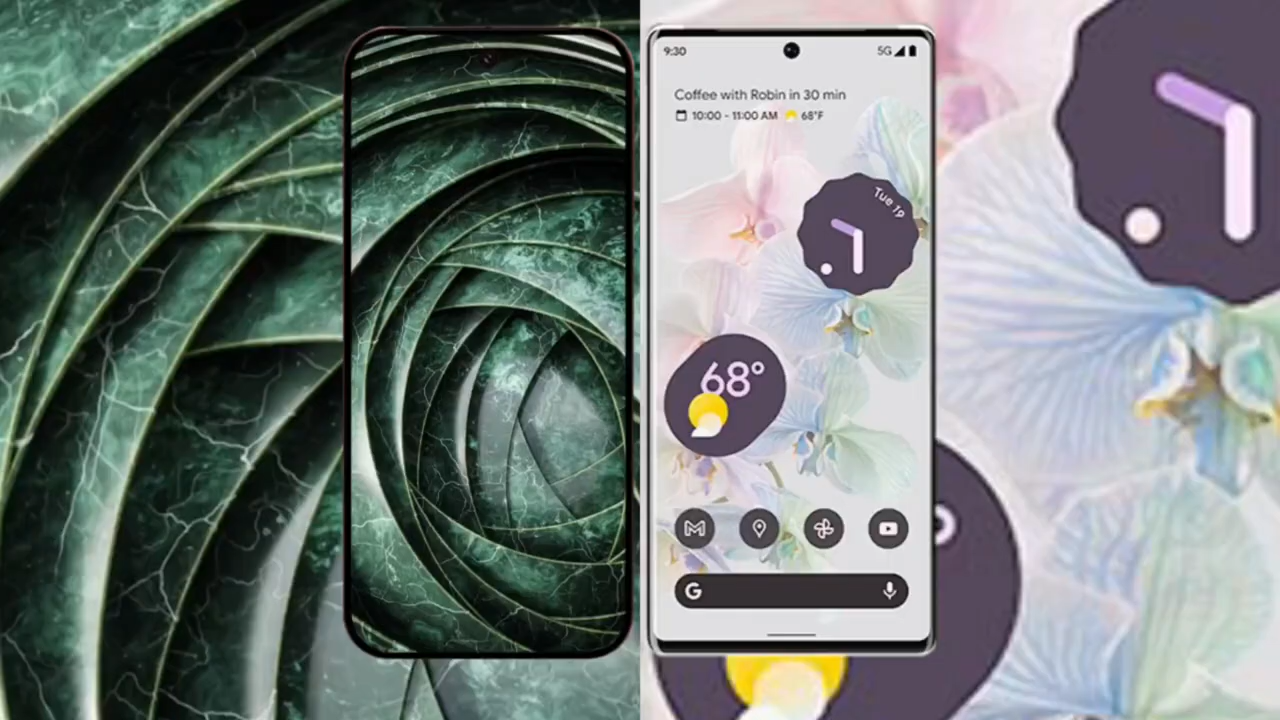 9:30
5G
Coffee with Robin in 30 min
10:00 - 11:00 AM 68°F
Tue 19
68°
G